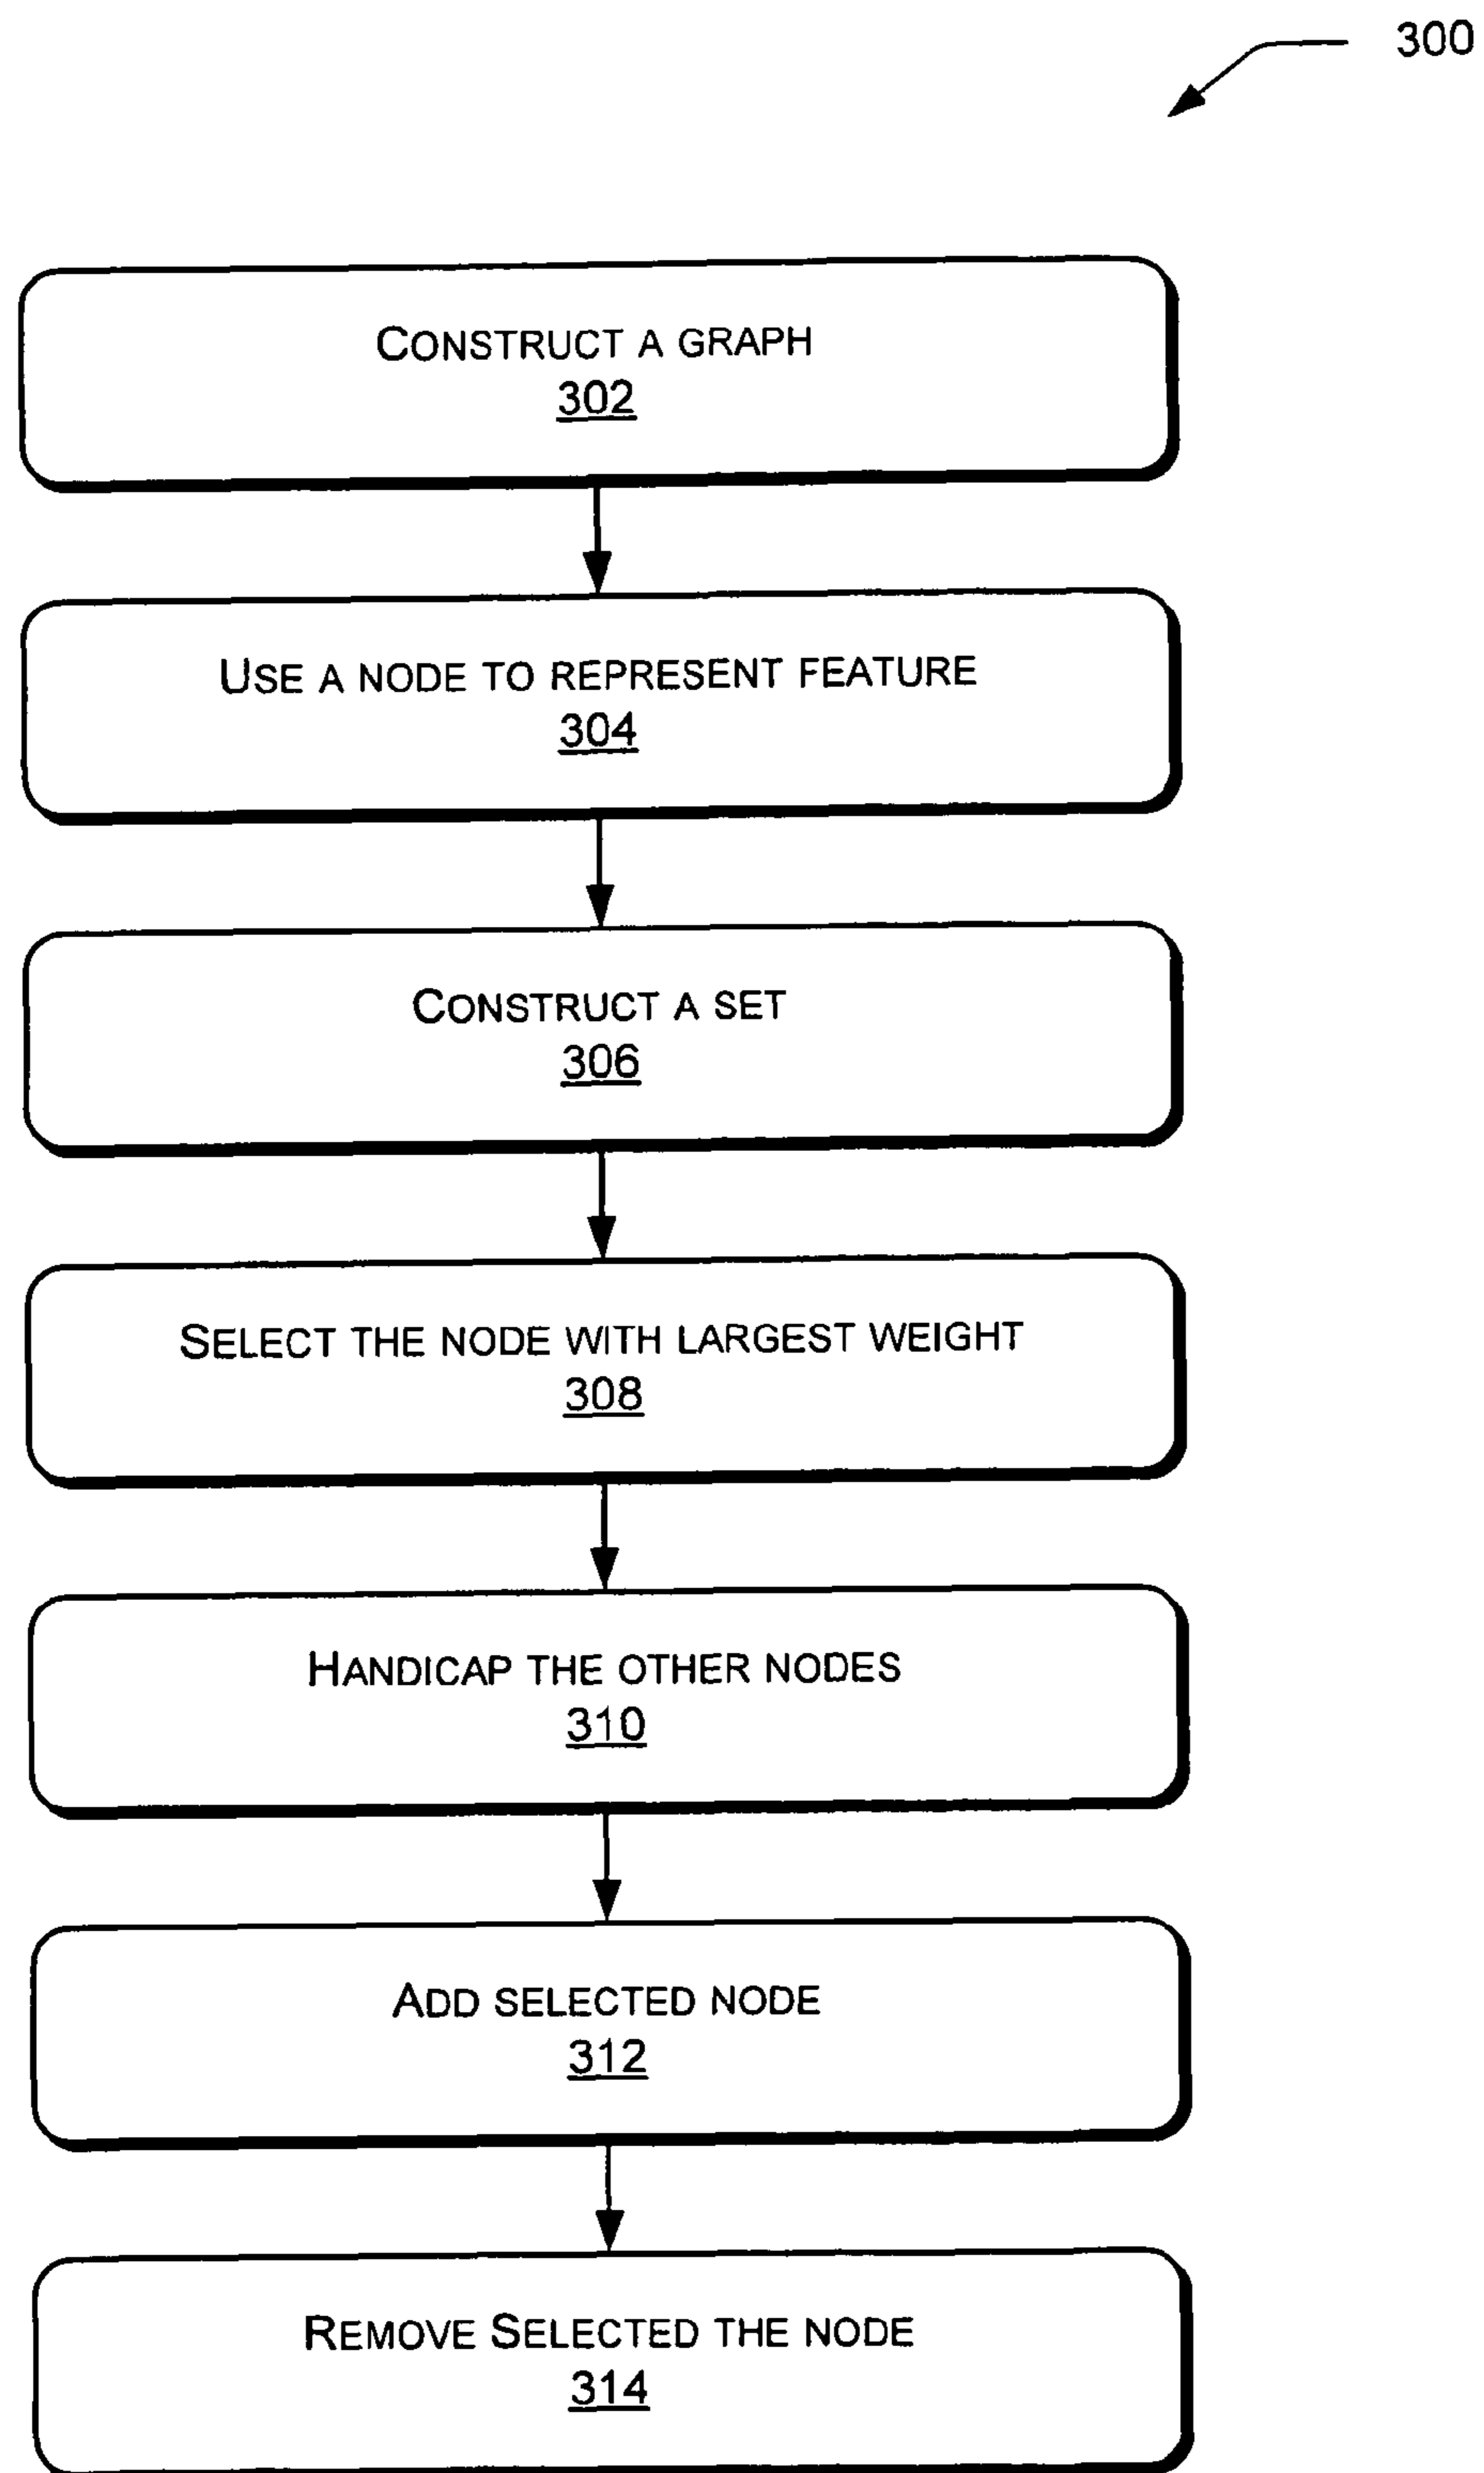 300
CONSTRUCT A GRAPH
302
USE A NODE TO REPRESENT FEATURE
304
CONSTRUCT A SET
306
SELECT THE NODE WITH LARGEST WEIGHT
308
HANDICAP THE OTHER NODES
310
ADD SELECTED NODE
312
REMOVE SELECTED THE NODE
314